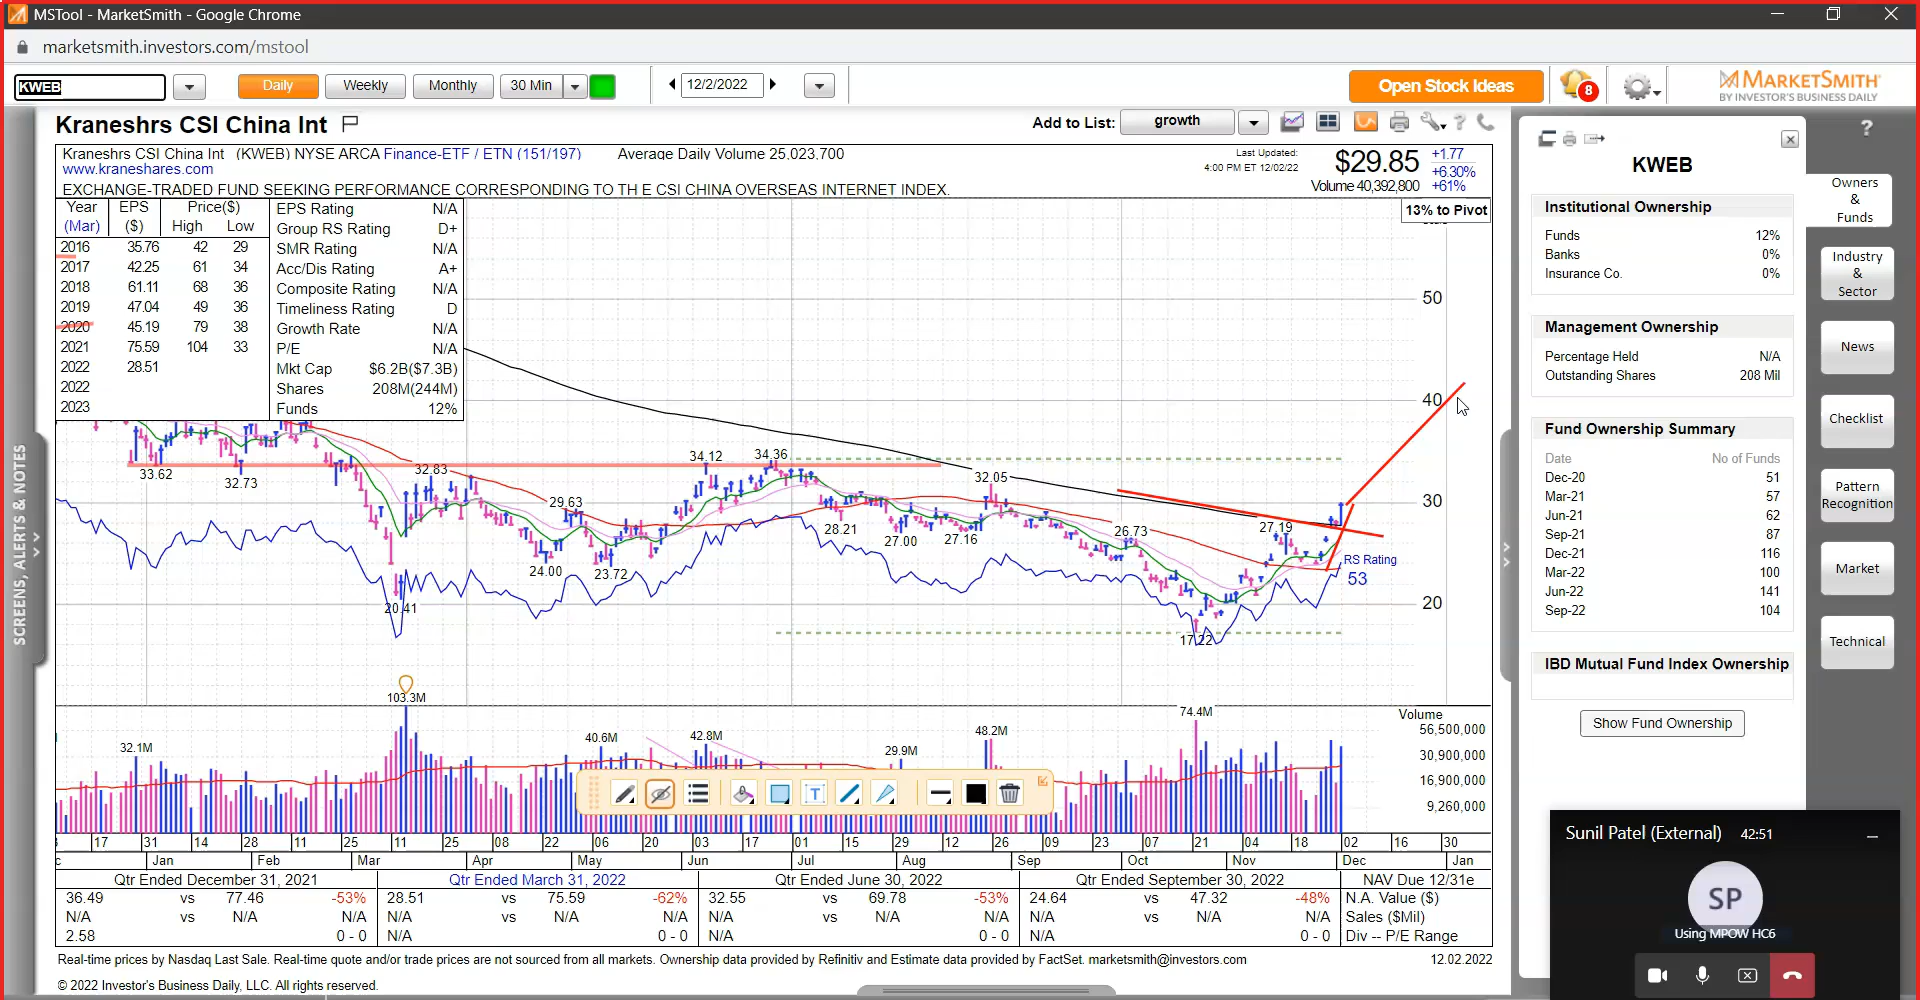 MSTool - MarketSmith - Google Chrome
marketsmith.investors.com/mstool
KWEB Daily Weekly Monthly 30 Min 12/2/2022 Open Stock Ideas 8 MARKETSMITH
BY INVESTOR'S BUSINESS DAILY
Kraneshrs CSI China Int Add to List: growth ?
Kraneshrs CSI China Int (KWEB) NYSE ARCA Finance-ETF / ETN (151/197) Average Daily Volume 25,023,700
www.kraneshares.com
EXCHANGE-TRADED FUND SEEKING PERFORMANCE CORRESPONDING TO TH E CSI CHINA OVERSEAS INTERNET INDEX.
Last Updated:
4:00 PM ET 12/02/22
$29.85 +1.77
+6.30%
Volume 40,392,800 +61%
13% to Pivot
Year EPS Price($)
(Mar) ($) High Low
2016 35.76 42 29
2017 42.25 61 34
2018 61.11 68 36
2019 47.04 49 36
2020 45.19 79 38
2021 75.59 104 33
2022 28.51
2022
2023
EPS Rating N/A
Group RS Rating D+
SMR Rating N/A
Acc/Dis Rating A+
Composite Rating N/A
Timeliness Rating D
Growth Rate N/A
P/E N/A
Mkt Cap $6.2B($7.3B)
Shares 208M(244M)
Funds 12%
50
40
30
20
33.62
32.73
32.83
20.41
29.63
24.00
23.72
34.12
34.36
28.21
27.00
27.16
32.05
26.73
17.22
27.19
RS Rating
53
103.3M
32.1M
40.6M
42.8M
29.9M
48.2M
74.4M
Volume
56,500,000
30,900,000
16,900,000
9,260,000
T
17 31 14 28 11 25 11 25 08 22 06 20 03 17 01 15 29 12 26 09 23 07 21 04 18 02 16 30
c Jan Feb Mar Apr May Jun Jul Aug Sep Oct Nov Dec Jan
Qtr Ended December 31, 2021 Qtr Ended March 31, 2022 Qtr Ended June 30, 2022 Qtr Ended September 30, 2022 NAV Due 12/31e
36.49 vs 77.46 -53% 28.51 vs 75.59 -62% 32.55 vs 69.78 -53% 24.64 vs 47.32 -48% N.A. Value ($)
N/A vs N/A N/A N/A vs N/A N/A N/A vs N/A N/A N/A vs N/A N/A Sales ($Mil)
2.58 0 - 0 N/A 0 - 0 N/A 0 - 0 N/A 0 - 0 Div -- P/E Range
Real-time prices by Nasdaq Last Sale. Real-time quote and/or trade prices are not sourced from all markets. Ownership data provided by Refinitiv and Estimate data provided by FactSet. marketsmith@investors.com 12.02.2022
© 2022 Investor's Business Daily, LLC. All rights reserved.
SCREENS, ALERTS & NOTES
KWEB
Institutional Ownership
Funds 12%
Banks 0%
Insurance Co. 0%
Management Ownership
Percentage Held N/A
Outstanding Shares 208 Mil
Fund Ownership Summary
Date No of Funds
Dec-20 51
Mar-21 57
Jun-21 62
Sep-21 87
Dec-21 116
Mar-22 100
Jun-22 141
Sep-22 104
IBD Mutual Fund Index Ownership
Show Fund Ownership
?
Owners
&
Funds
Industry
&
Sector
News
Checklist
Pattern
Recognition
Market
Technical
Sunil Patel (External) 42:51
SP
Using MPOW HC6